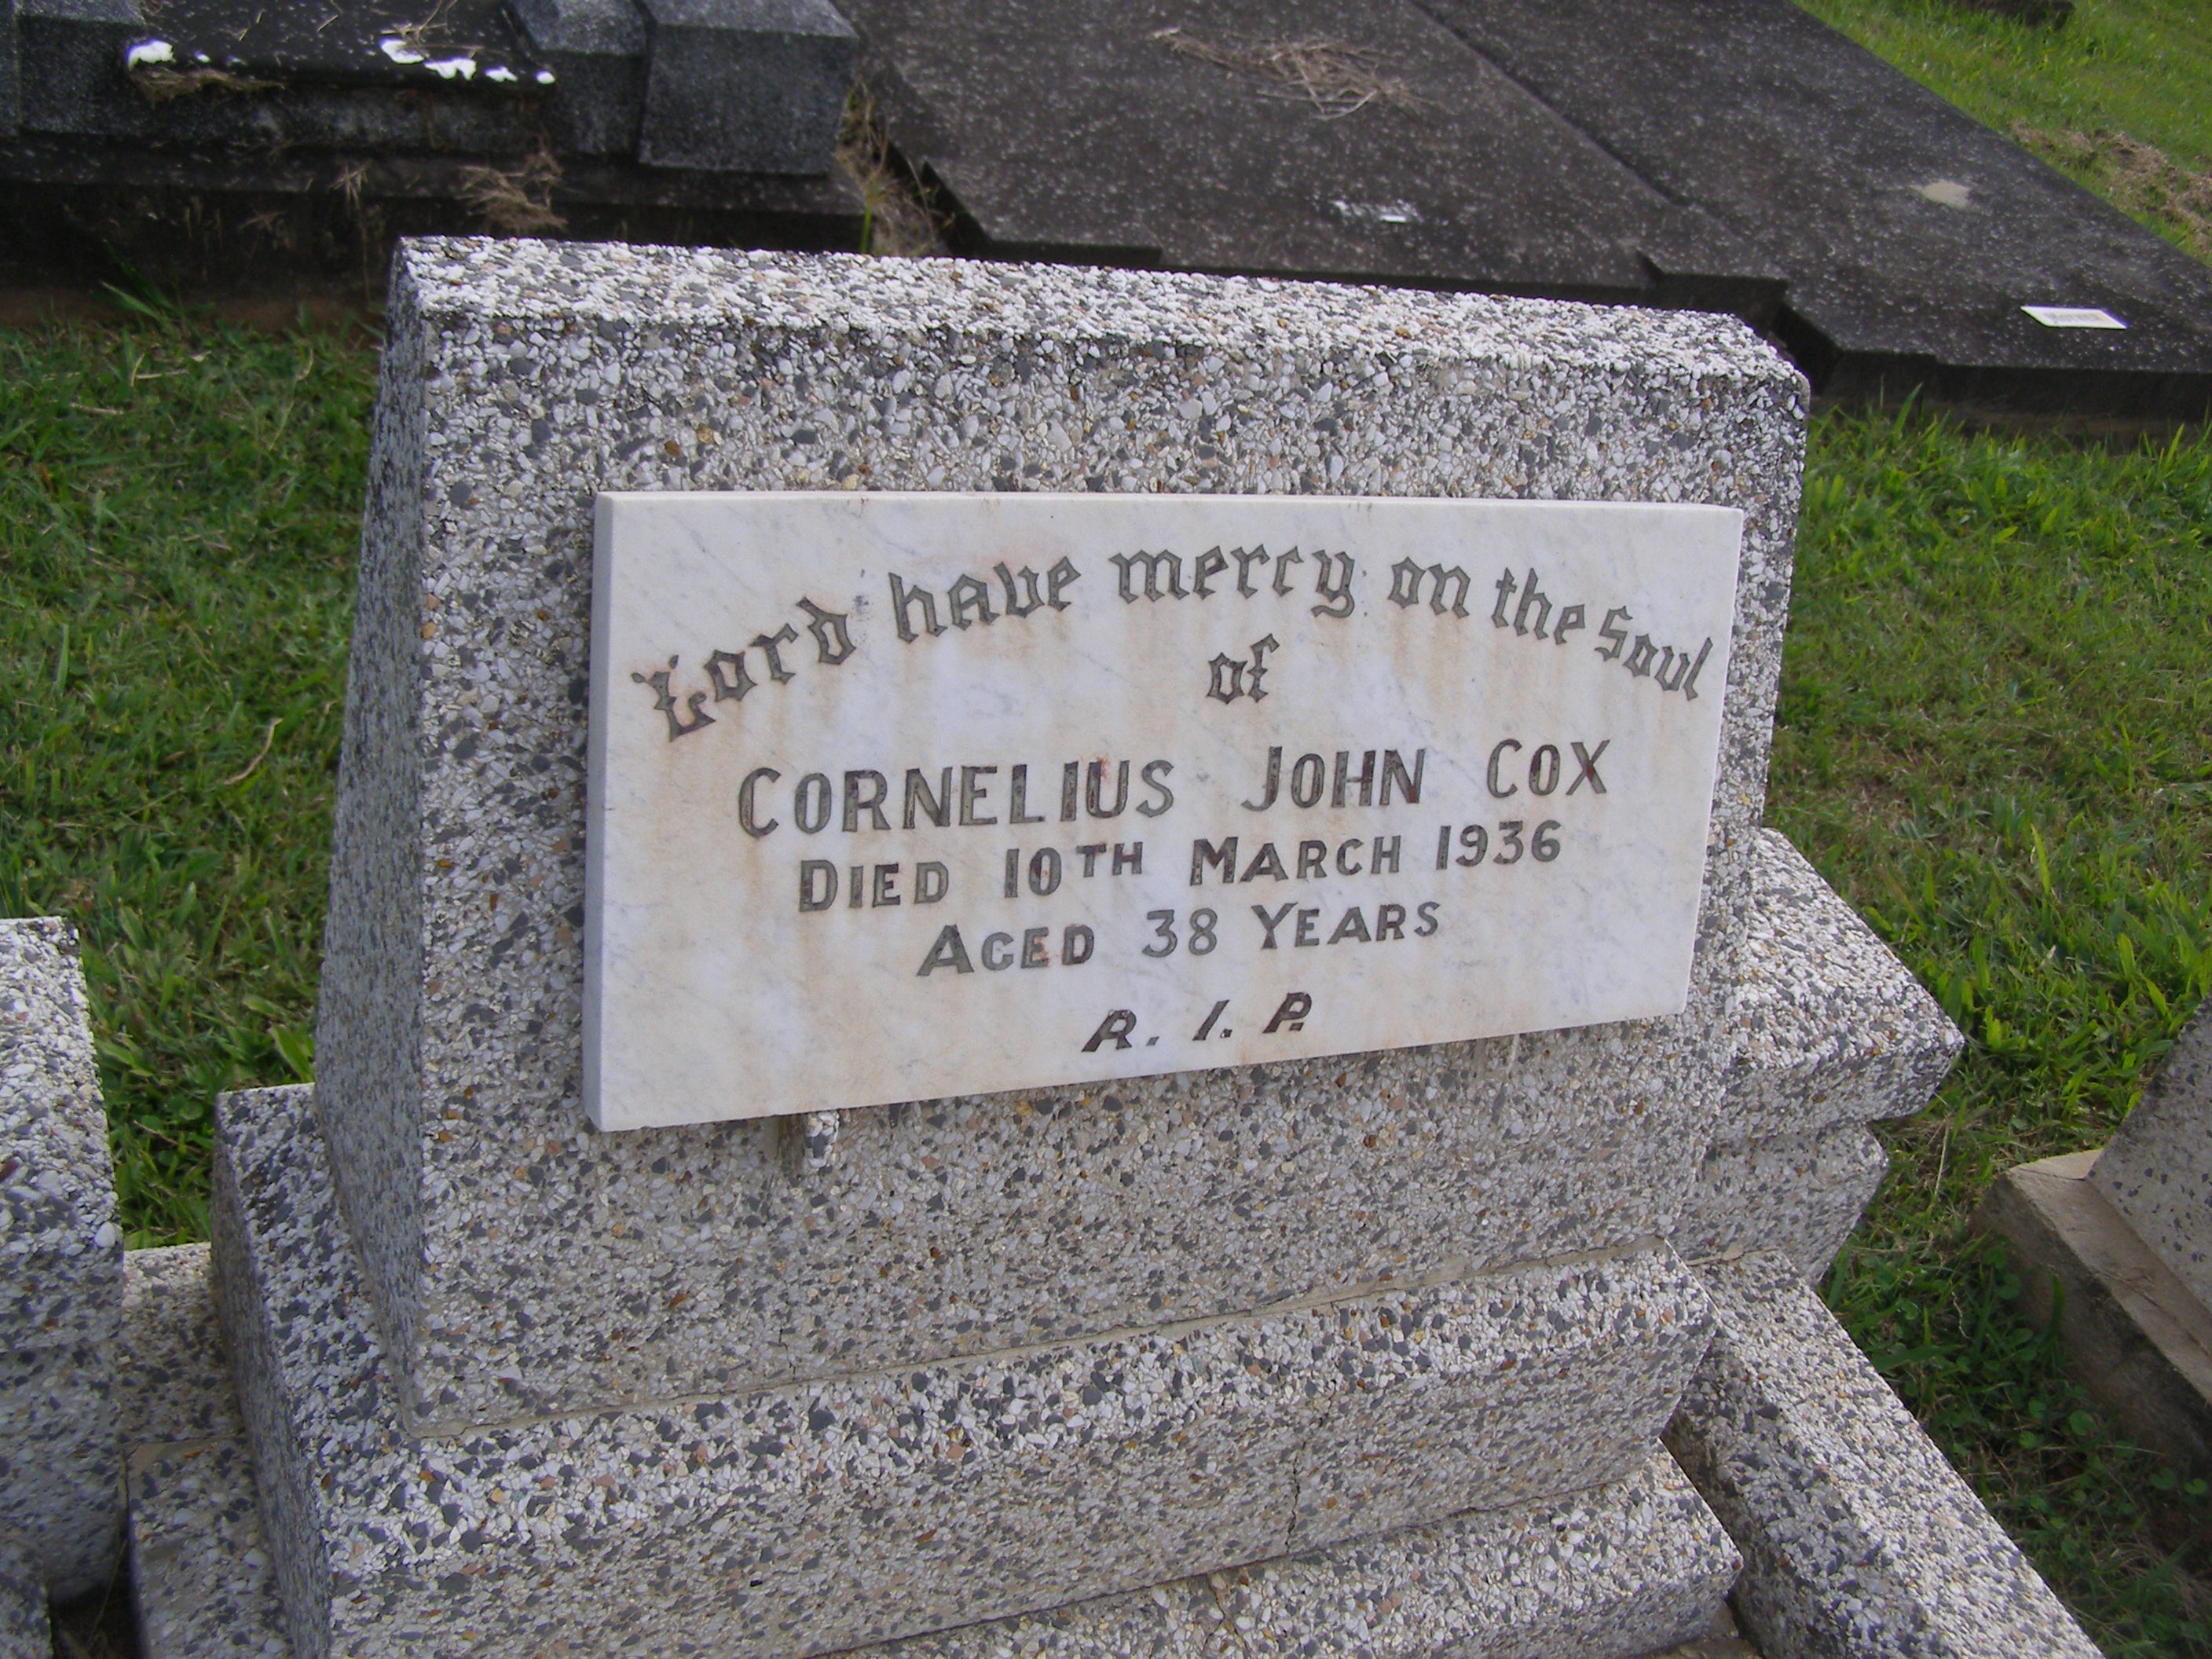 Lord have mercy on the Soul
of
CORNELIUS JOHN COX
DIED 10TH MARCH 1936
AGED 38 YEARS
R. I. P.